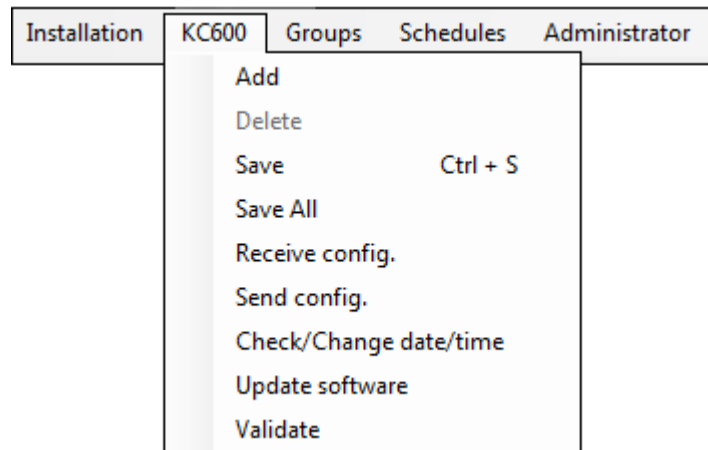 Installation KC600 Groups Schedules Administrator
Add
Delete
Save Ctrl + S
Save All
Receive config.
Send config.
Check/Change date/time
Update software
Validate